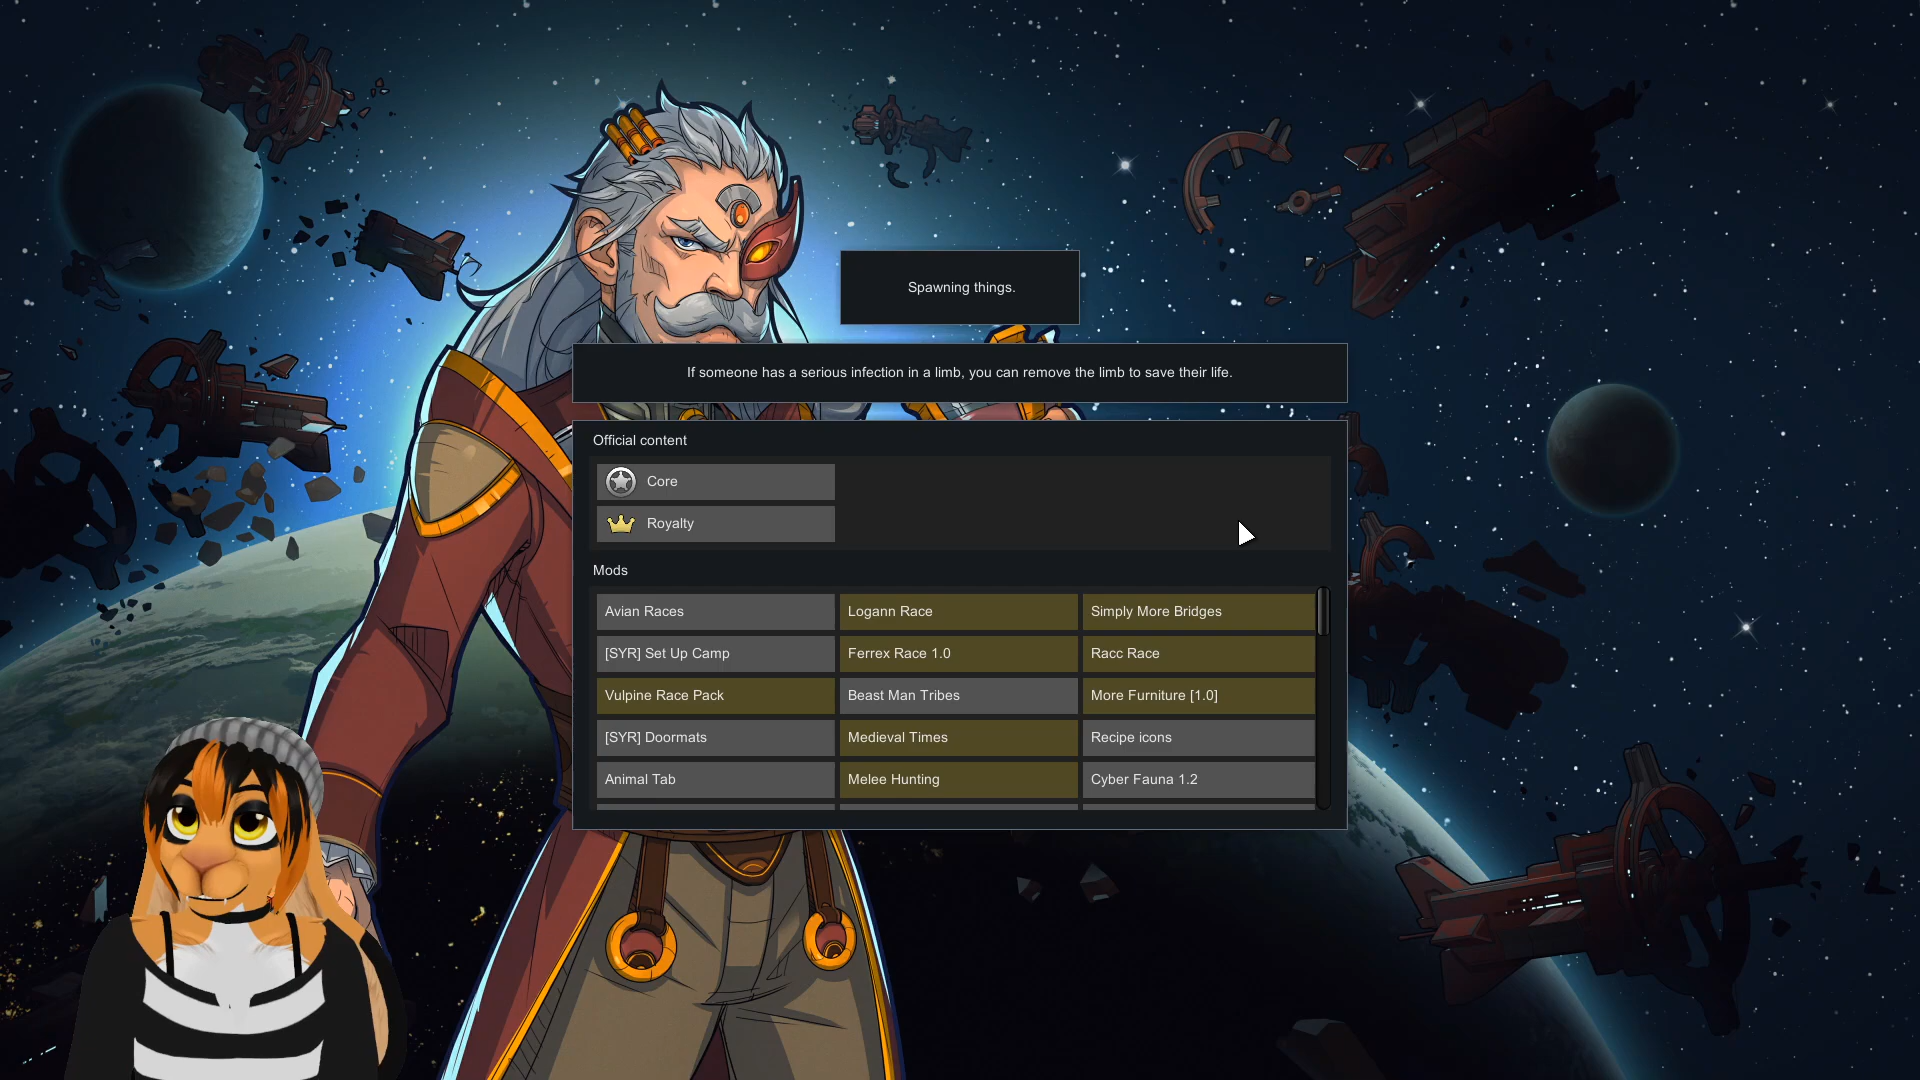 Spawning things.
If someone has a serious infection in a limb, you can remove the limb to save their life.
Official content
Core
Royalty
Mods
Avian Races
Logann Race
Simply More Bridges
[SYR] Set Up Camp
Ferrex Race 1.0
Racc Race
Vulpine Race Pack
Beast Man Tribes
More Furniture [1.0]
[SYR] Doormats
Medieval Times
Recipe icons
Animal Tab
Melee Hunting
Cyber Fauna 1.2